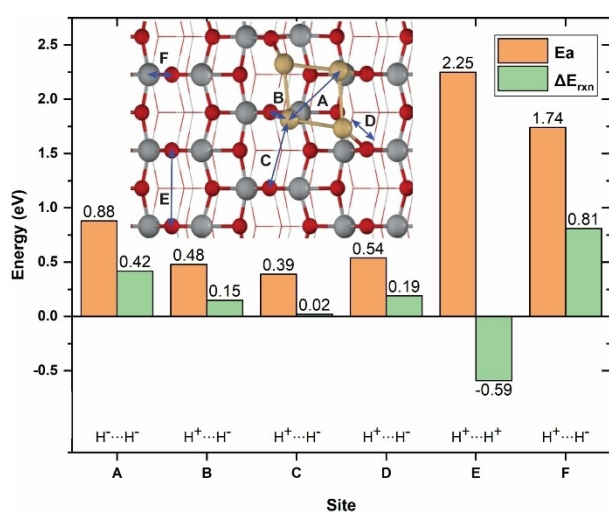 2.5
2.0
1.5
1.0
0.5
0.0
-0.5
Energy (eV)
F
B
A
D
C
E
Ea
ΔE_rxn
0.88
0.42
0.48
0.15
0.39
0.02
0.54
0.19
2.25
-0.59
1.74
0.81
H⁻···H⁻ H⁺···H⁻ H⁺···H⁻ H⁺···H⁻ H⁺···H⁺ H⁺···H⁻
A B C D E F
Site